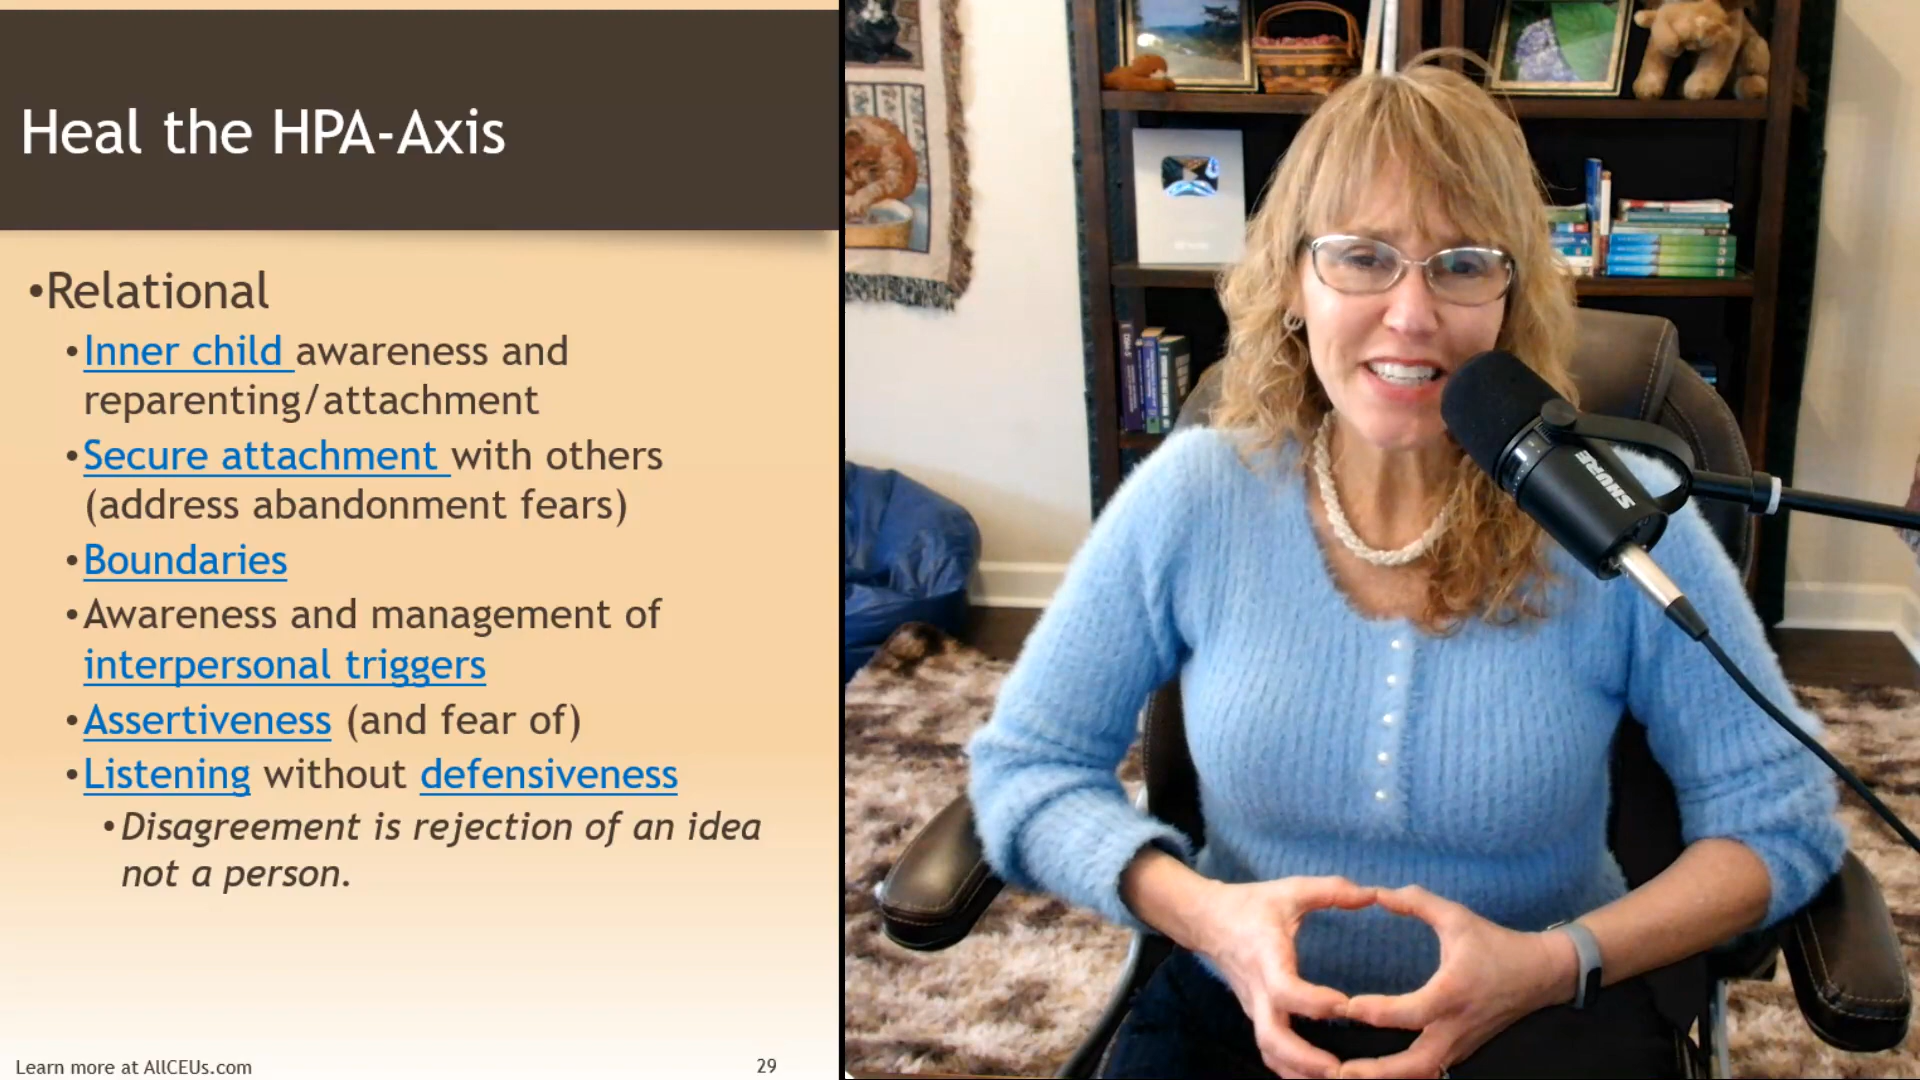 Heal the HPA-Axis
•Relational
•Inner child awareness and
reparenting/attachment
•Secure attachment with others
(address abandonment fears)
•Boundaries
•Awareness and management of
interpersonal triggers
•Assertiveness (and fear of)
•Listening without defensiveness
•Disagreement is rejection of an idea
not a person.
Learn more at AllCEUs.com
29
SHURE